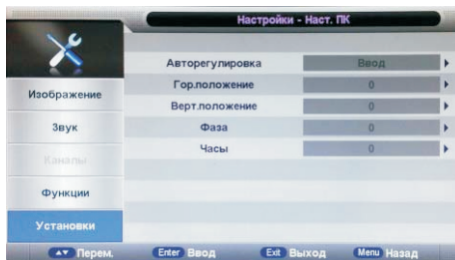 Настройки - Наст. ПК
Авторегулировка Ввод
Гор.положение 0
Верт.положение 0
Фаза 0
Часы 0
Изображение
Звук
Каналы
Функции
Установки
Перем. Enter Ввод Exit Выход Menu Назад